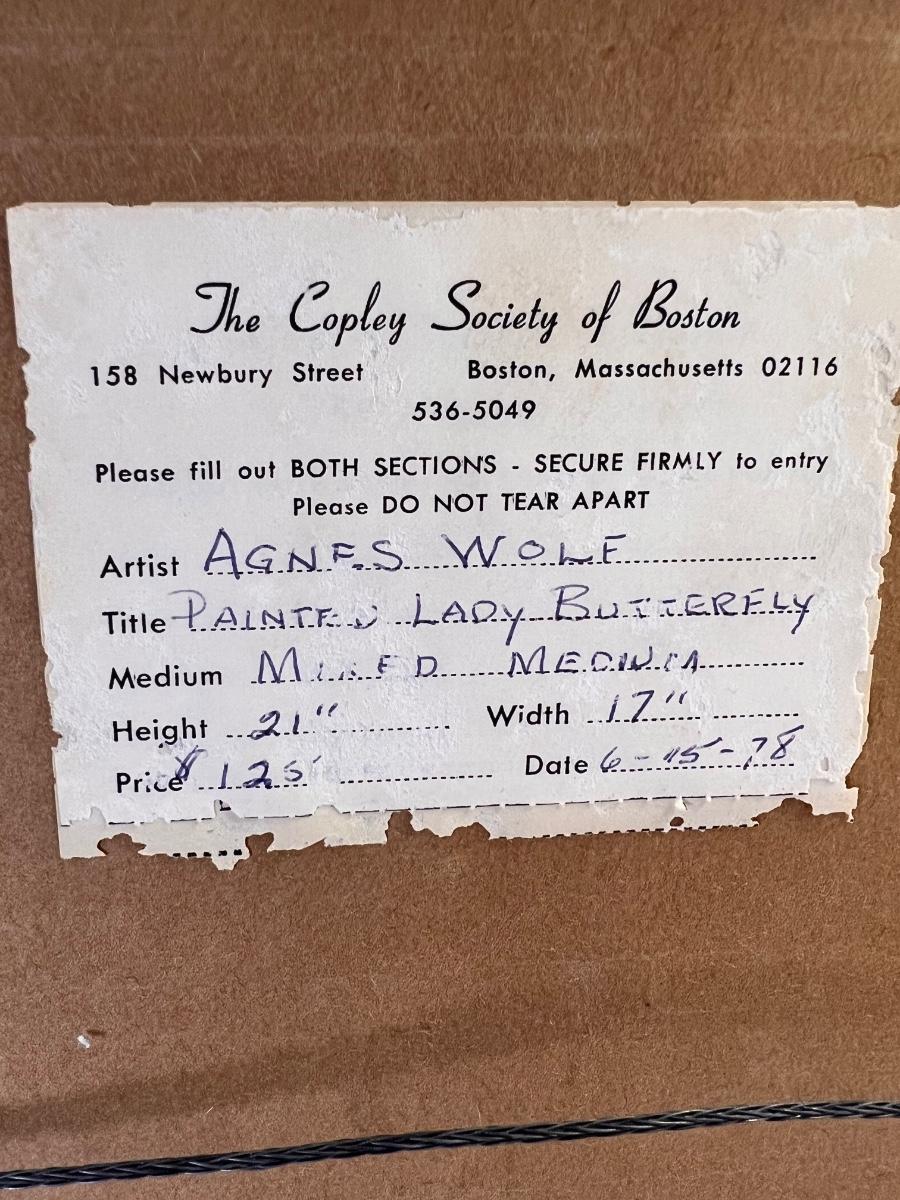 The Copley Society of Boston
158 Newbury Street Boston, Massachusetts 02116
536-5049
Please fill out BOTH SECTIONS - SECURE FIRMLY to entry
Please DO NOT TEAR APART
Artist AGNES WOLF
Title PAINTED LADY BUTTERFLY
Medium MIXED MEDIUM
Height 21" Width 17"
Price $125 Date 6-15-78